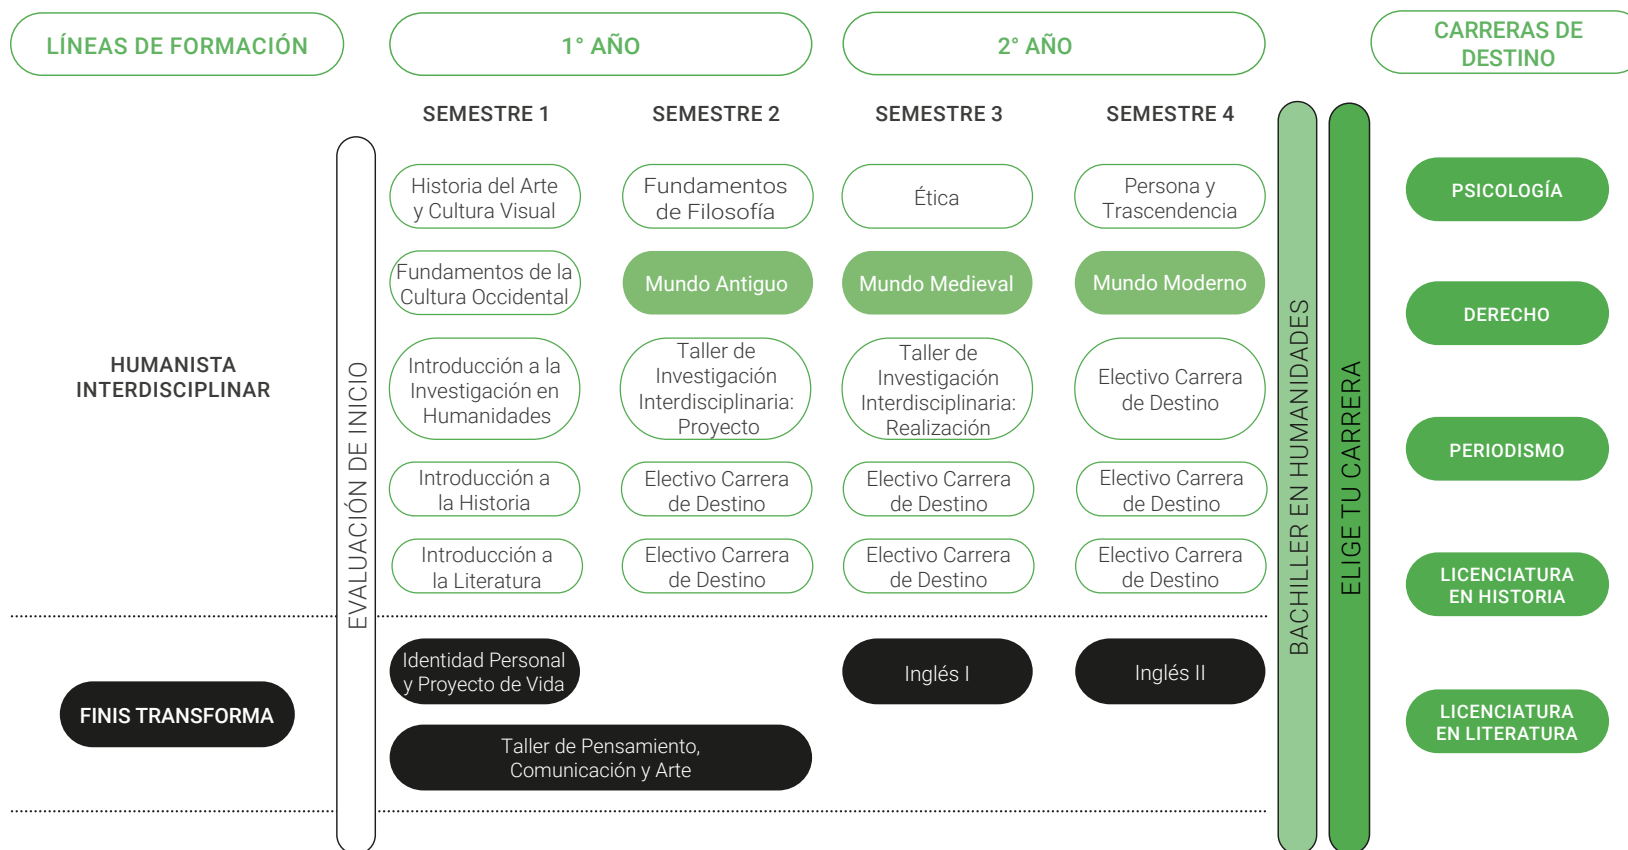 LÍNEAS DE FORMACIÓN
1° AÑO
2° AÑO
CARRERAS DE
DESTINO
SEMESTRE 1
SEMESTRE 2
SEMESTRE 3
SEMESTRE 4
HUMANISTA
INTERDISCIPLINAR
EVALUACIÓN DE INICIO
Historia del Arte
y Cultura Visual
Fundamentos
de Filosofía
Ética
Persona y
Trascendencia
Fundamentos de la
Cultura Occidental
Mundo Antiguo
Mundo Medieval
Mundo Moderno
Introducción a la
Investigación en
Humanidades
Taller de
Investigación
Interdisciplinaria:
Proyecto
Taller de
Investigación
Interdisciplinaria:
Realización
Electivo Carrera
de Destino
Introducción a
la Historia
Electivo Carrera
de Destino
Electivo Carrera
de Destino
Electivo Carrera
de Destino
Introducción a
la Literatura
Electivo Carrera
de Destino
Electivo Carrera
de Destino
Electivo Carrera
de Destino
FINIS TRANSFORMA
Identidad Personal
y Proyecto de Vida
Inglés I
Inglés II
Taller de Pensamiento,
Comunicación y Arte
BACHILLER EN HUMANIDADES
ELIGE TU CARRERA
PSICOLOGÍA
DERECHO
PERIODISMO
LICENCIATURA
EN HISTORIA
LICENCIATURA
EN LITERATURA